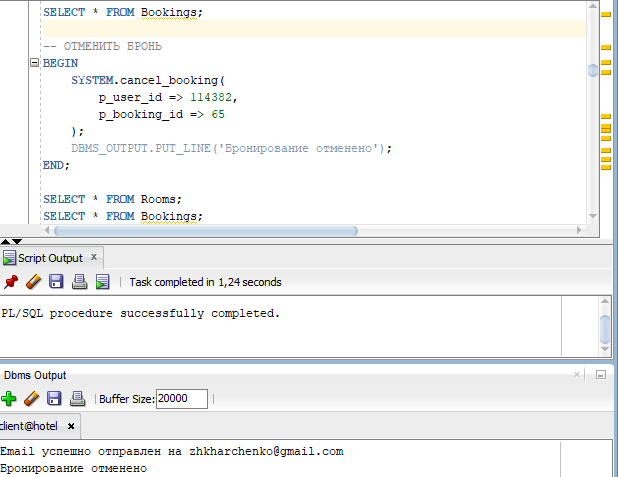 SELECT * FROM Bookings;
-- ОТМЕНИТЬ БРОНЬ
BEGIN
SYSTEM.cancel_booking(
p_user_id => 114382,
p_booking_id => 65
);
DBMS_OUTPUT.PUT_LINE('Бронирование отменено');
END;
SELECT * FROM Rooms;
SELECT * FROM Bookings;
Script Output x
Task completed in 1,24 seconds
PL/SQL procedure successfully completed.
Dbms Output
Buffer Size: 20000
client@hotel x
Email успешно отправлен на zhkharchenko@gmail.com
Бронирование отменено